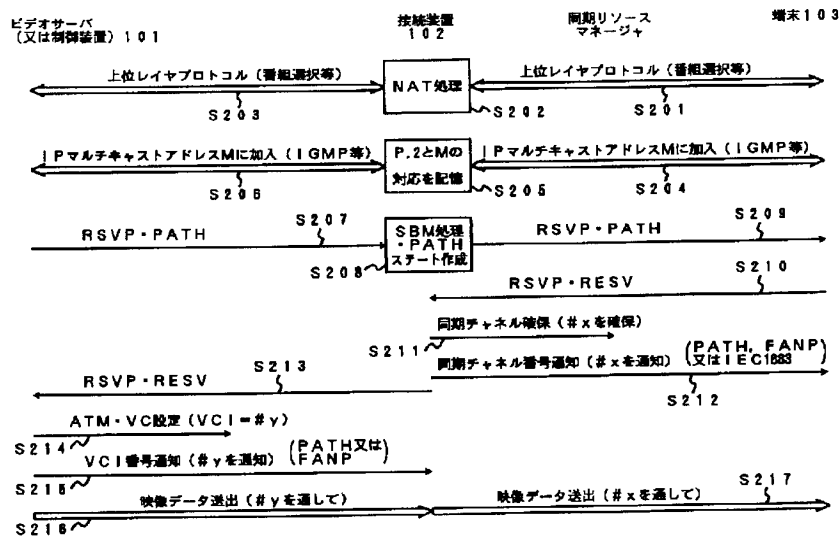 ビデオサーバ
(又は制御装置) 101
接続装置
102
同期リソース
マネージャ
端末103
上位レイヤプロトコル (番組選択等)
NAT処理
上位レイヤプロトコル (番組選択等)
S203
S202
S201
IPマルチキャストアドレスMに加入 (IGMP等)
P.2とMの
対応を記憶
IPマルチキャストアドレスMに加入 (IGMP等)
S206
S205
S204
S207
S209
RSVP・PATH
SBM処理
・PATH
ステート作成
RSVP・PATH
S208
S210
RSVP・RESV
同期チャネル確保 (#xを確保)
S211
S213
同期チャネル番号通知 (#xを通知) (PATH, FANP)
又はIEC1883
RSVP・RESV
S212
ATM・VC設定 (VCI=#y)
S214
VCI番号通知 (#yを通知) (PATH又は)
FANP
S215
S217
映像データ送出 (#yを通して)
映像データ送出 (#xを通して)
S216